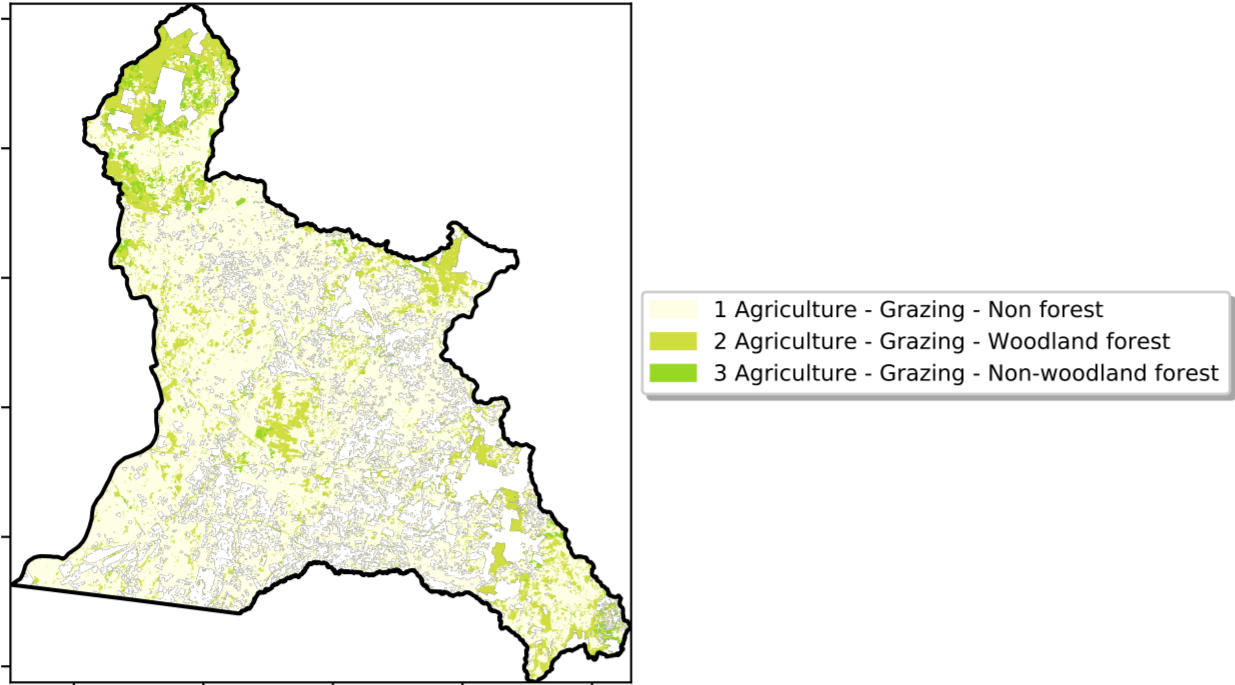 1 Agriculture - Grazing - Non forest
2 Agriculture - Grazing - Woodland forest
3 Agriculture - Grazing - Non-woodland forest